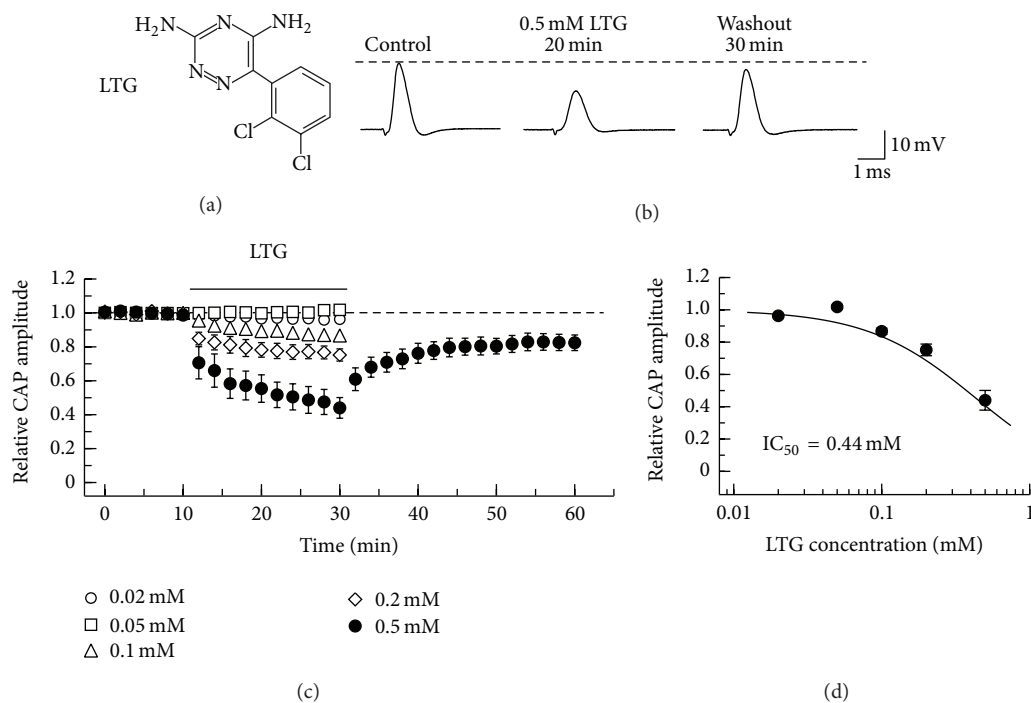 H₂N
N
NH₂
LTG
N
N
Cl
Cl
(a)
Control
0.5 mM LTG
20 min
Washout
30 min
10 mV
1 ms
(b)
LTG
Relative CAP amplitude
1.2
1.0
0.8
0.6
0.4
0.2
0
0
10
20
30
40
50
60
Time (min)
0.02 mM
0.05 mM
0.1 mM
0.2 mM
0.5 mM
(c)
Relative CAP amplitude
1.2
1.0
0.8
0.6
0.4
0.2
0
IC₅₀ = 0.44 mM
0.01
0.1
1
LTG concentration (mM)
(d)